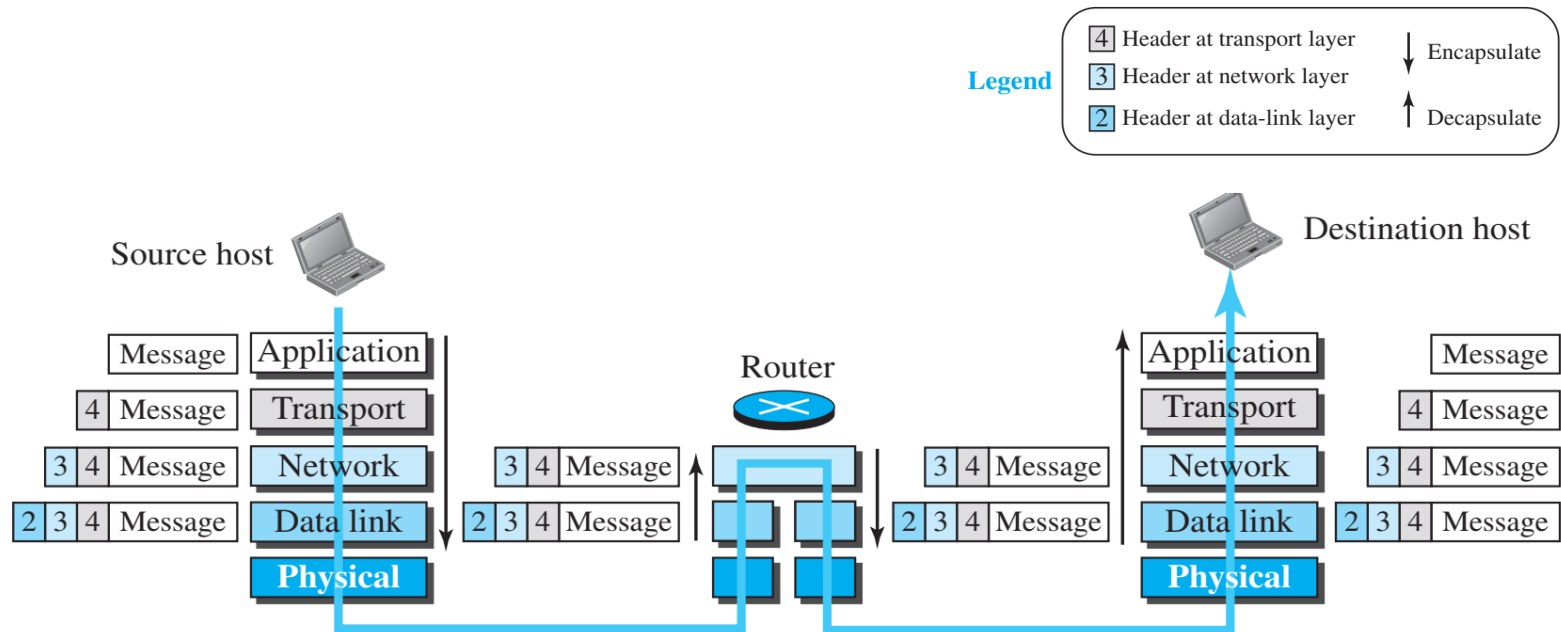 4 Header at transport layer
Encapsulate
3 Header at network layer
Legend
2 Header at data-link layer
Decapsulate
Source host
Destination host
Message Application
Application Message
Router
4 Message Transport
Transport 4 Message
3 4 Message Network 3 4 Message
3 4 Message Network 3 4 Message
2 3 4 Message Data link 2 3 4 Message
2 3 4 Message Data link 2 3 4 Message
Physical
Physical